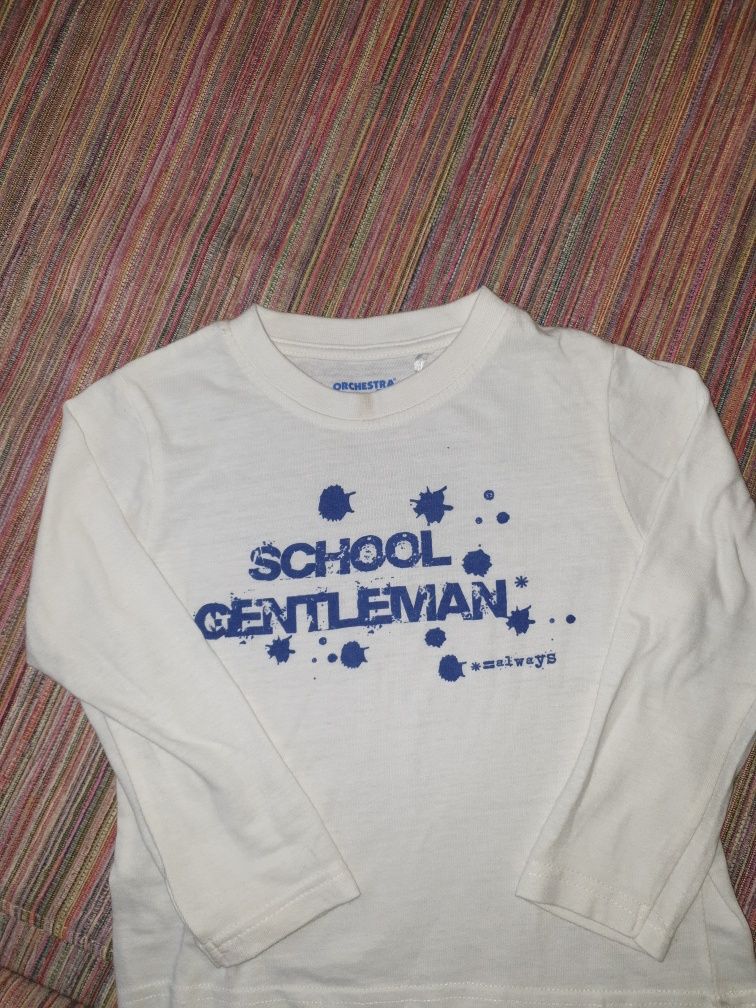 ORCHESTRA
SCHOOL
GENTLEMAN*
*=always